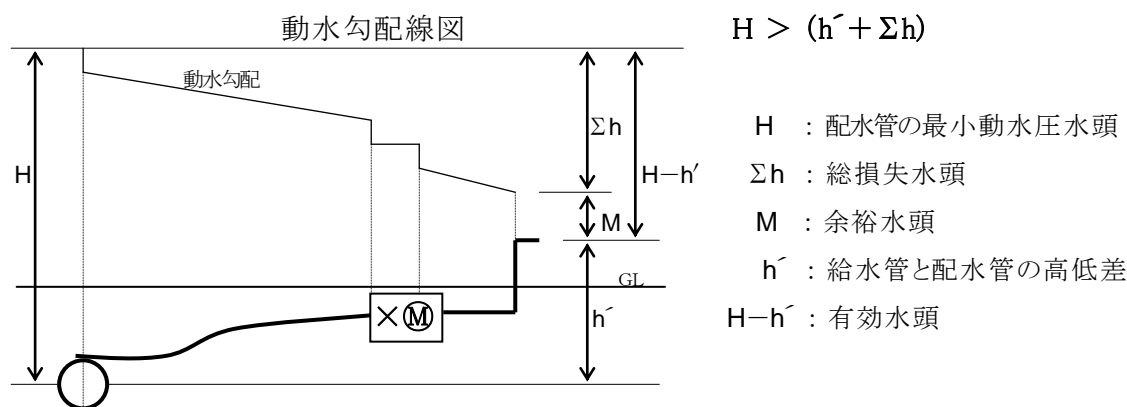 動水勾配線図
H > (h´+Σh)
動水勾配
H
Σh
H−h′
M
GL
h´
×Ⓜ
H : 配水管の最小動水圧水頭
Σh : 総損失水頭
M : 余裕水頭
h´ : 給水管と配水管の高低差
H−h´ : 有効水頭